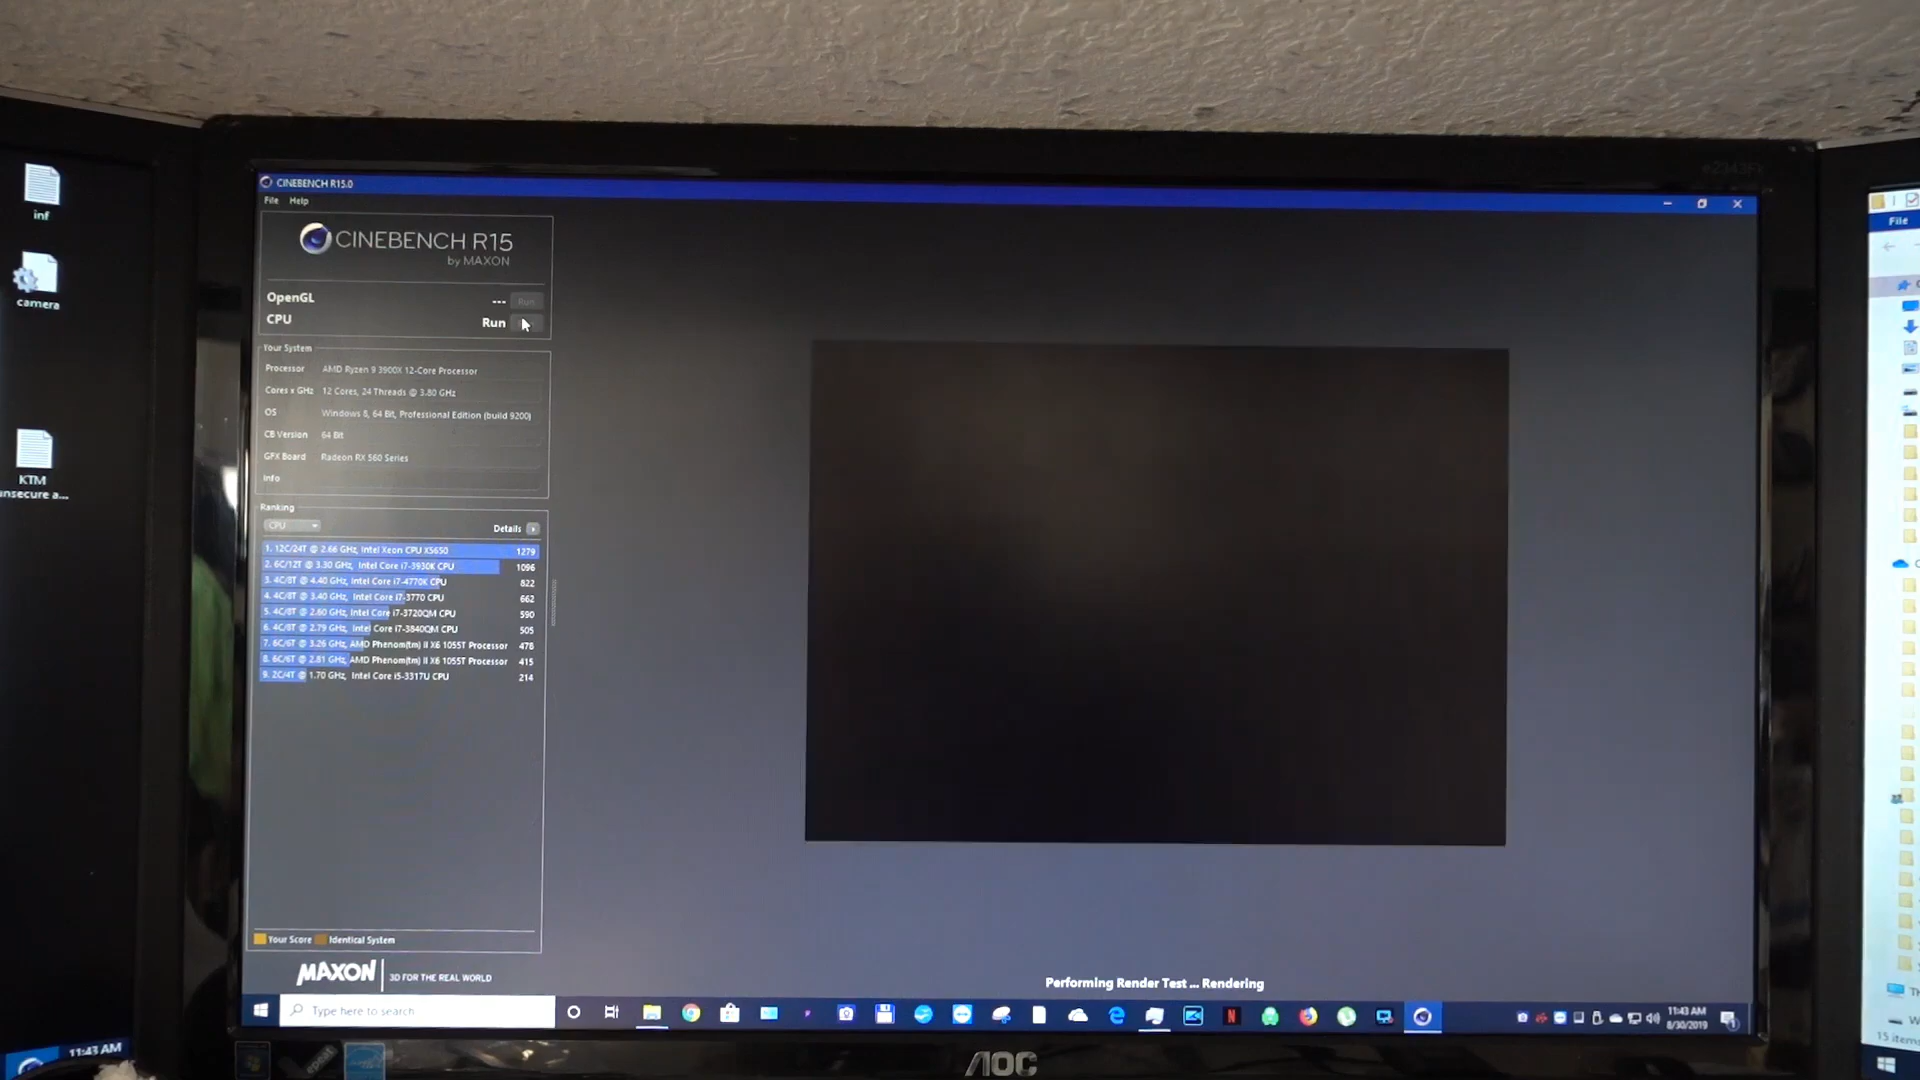 inf
camera
KTM
unsecure a...
11:43 AM
CINEBENCH R15.0
File Help
CINEBENCH R15
by MAXON
OpenGL --- Run
CPU Run
Your System
Processor AMD Ryzen 9 3900X 12-Core Processor
Cores x GHz 12 Cores, 24 Threads @ 3.80 GHz
OS Windows 8, 64 Bit, Professional Edition (build 9200)
CB Version 64 Bit
GFX Board Radeon RX 560 Series
Info
Ranking
CPU Details
1. 12C/24T @ 2.66 GHz, Intel Xeon CPU X5650 1279
2. 6C/12T @ 3.30 GHz, Intel Core i7-3930K CPU 1096
3. 4C/8T @ 4.40 GHz, Intel Core i7-4770K CPU 822
4. 4C/8T @ 3.40 GHz, Intel Core i7-3770 CPU 662
5. 4C/8T @ 2.60 GHz, Intel Core i7-3720QM CPU 590
6. 4C/8T @ 2.79 GHz, Intel Core i7-3840QM CPU 505
7. 6C/6T @ 3.26 GHz, AMD Phenom(tm) II X6 1055T Processor 478
8. 6C/6T @ 2.81 GHz, AMD Phenom(tm) II X6 1055T Processor 415
9. 2C/4T @ 1.70 GHz, Intel Core i5-3317U CPU 214
Your Score Identical System
MAXON 3D FOR THE REAL WORLD
Performing Render Test ... Rendering
Type here to search
11:43 AM
8/30/2019
epeat
AOC
File
15 items